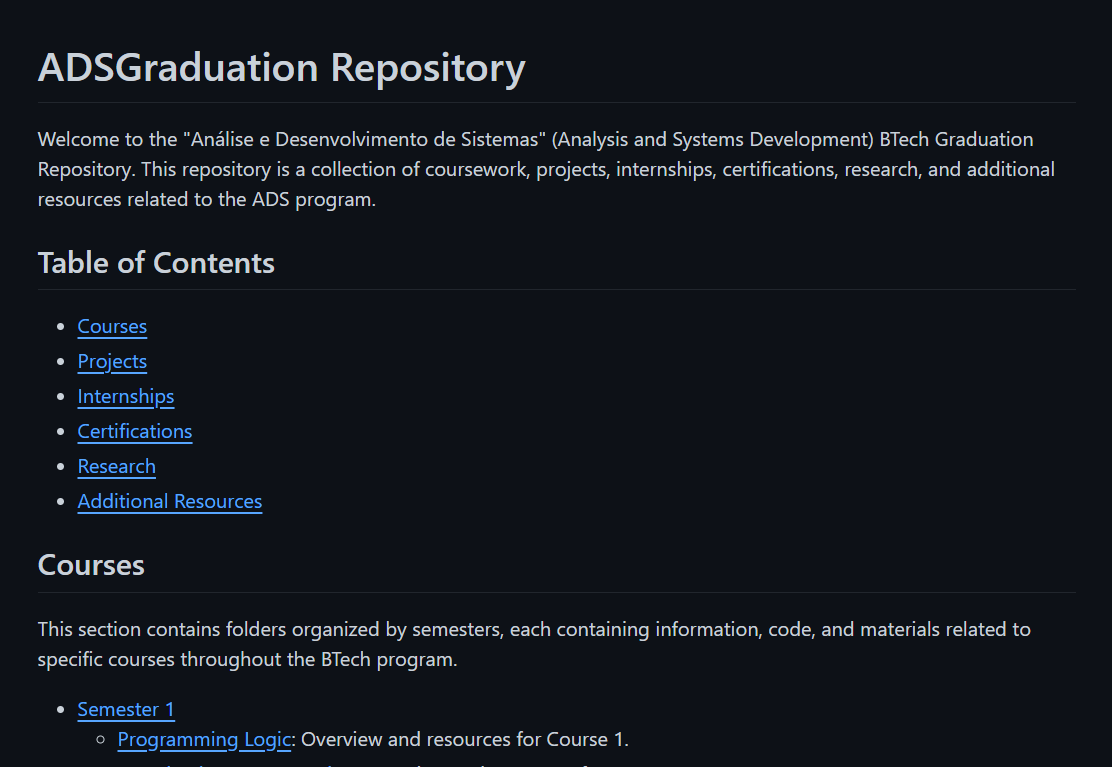 ADSGraduation Repository
Welcome to the "Análise e Desenvolvimento de Sistemas" (Analysis and Systems Development) BTech Graduation
Repository. This repository is a collection of coursework, projects, internships, certifications, research, and additional
resources related to the ADS program.
Table of Contents
Courses
Projects
Internships
Certifications
Research
Additional Resources
Courses
This section contains folders organized by semesters, each containing information, code, and materials related to
specific courses throughout the BTech program.
Semester 1
Programming Logic: Overview and resources for Course 1.